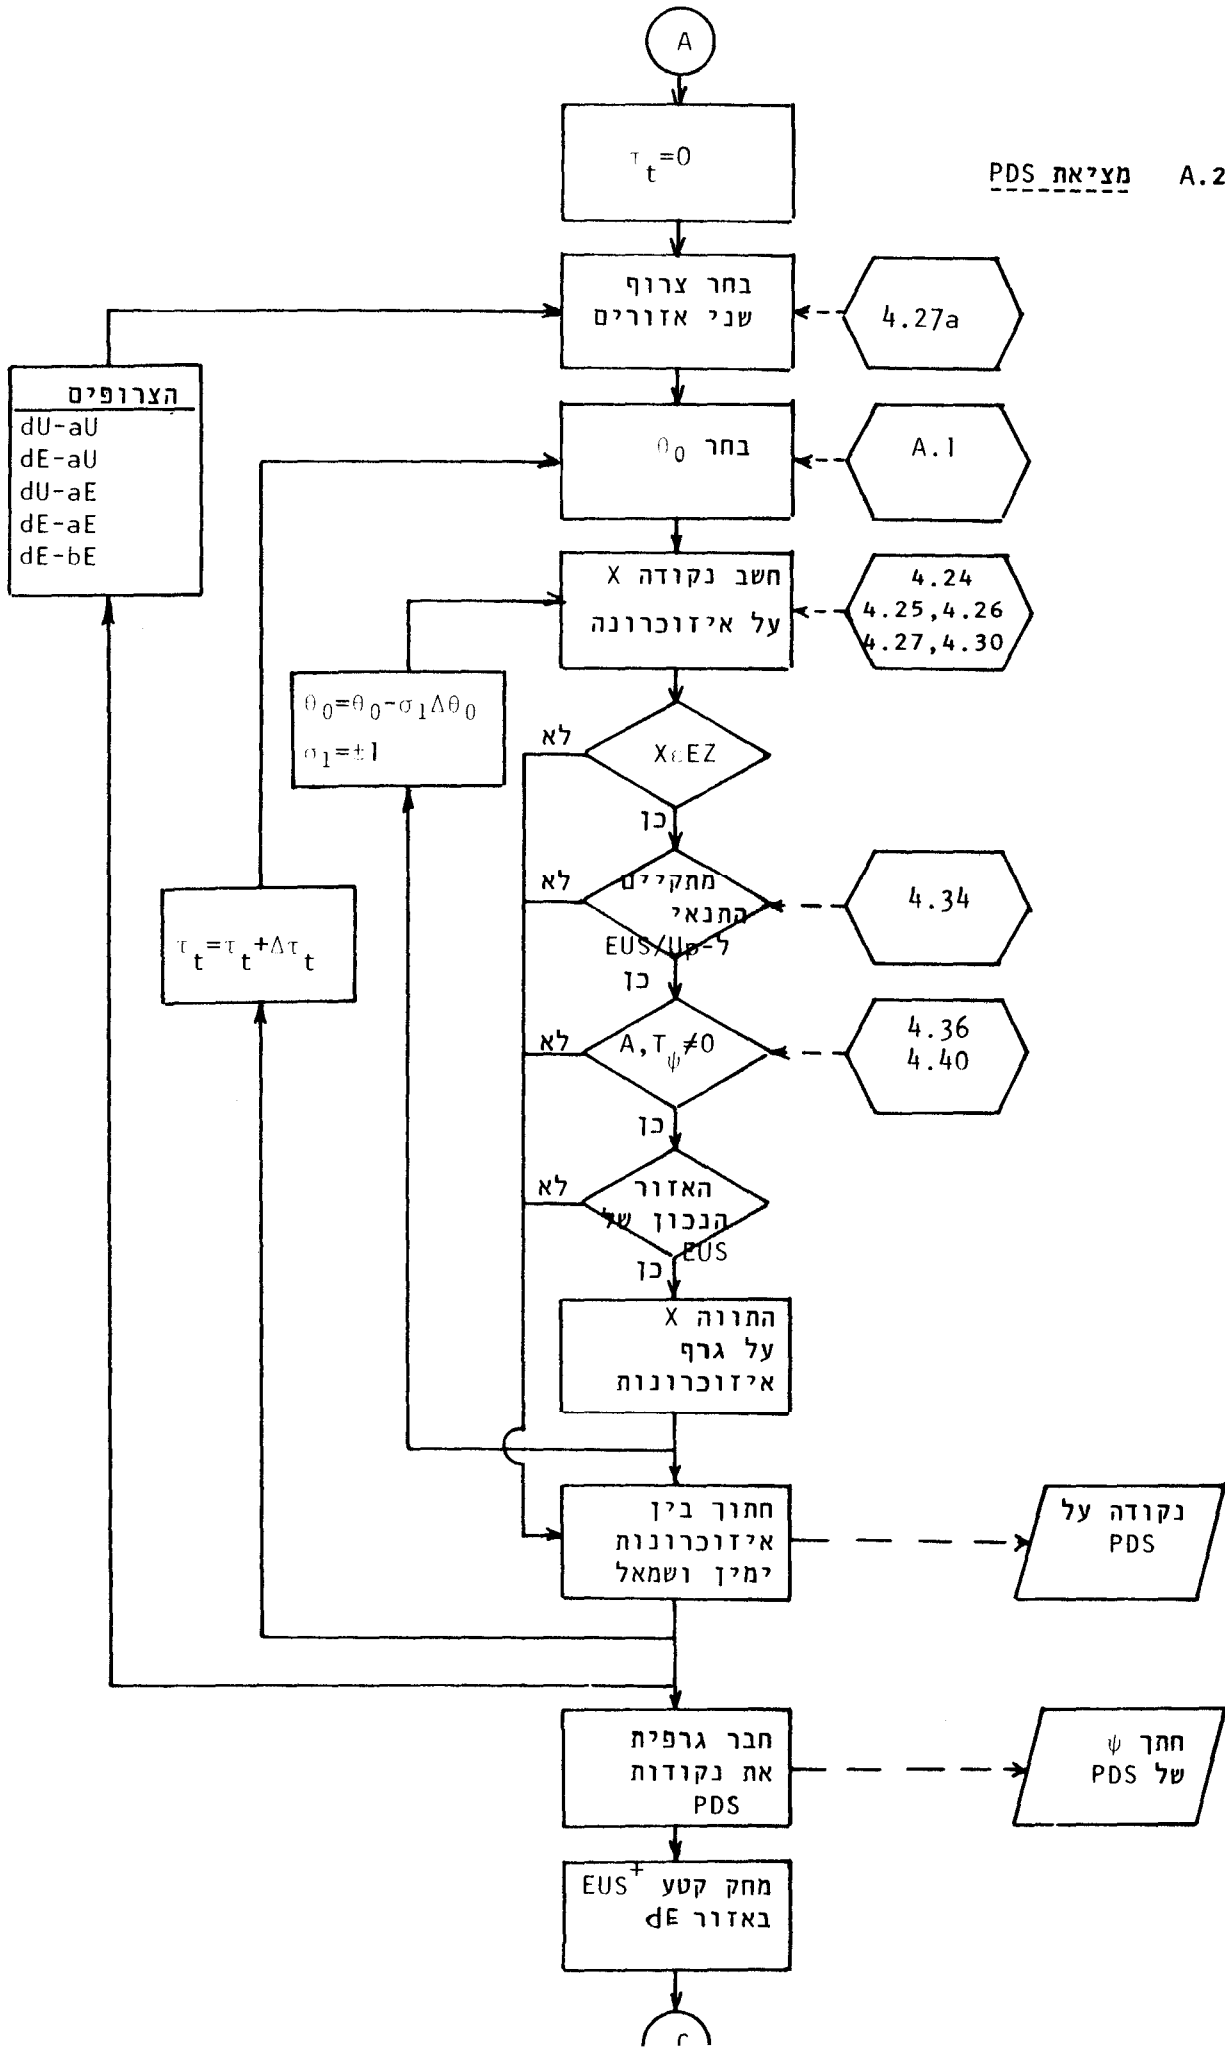 A
A.2 מציאת PDS
τt=0
בחר צרוף
שני אזורים
4.27a
הצרופים
dU-aU
dE-aU
dU-aE
dE-aE
dE-bE
בחר θ0
A.1
חשב נקודה X
על איזוכרונה
4.24
4.25,4.26
4.27,4.30
θ0=θ0-σ1Δθ0
σ1=±1
XεEZ
לא
כן
מתקיים
התנאי
ל-EUS/Up
לא
כן
4.34
τt=τt+Δτt
A,Tψ≠0
לא
כן
4.36
4.40
האזור
הנכון של
EUS
לא
כן
התווה X
על גרף
איזוכרונות
חתוך בין
איזוכרונות
ימין ושמאל
נקודה על
PDS
חבר גרפית
את נקודות
PDS
חתך ψ
של PDS
מחק קטע EUS+
באזור dE